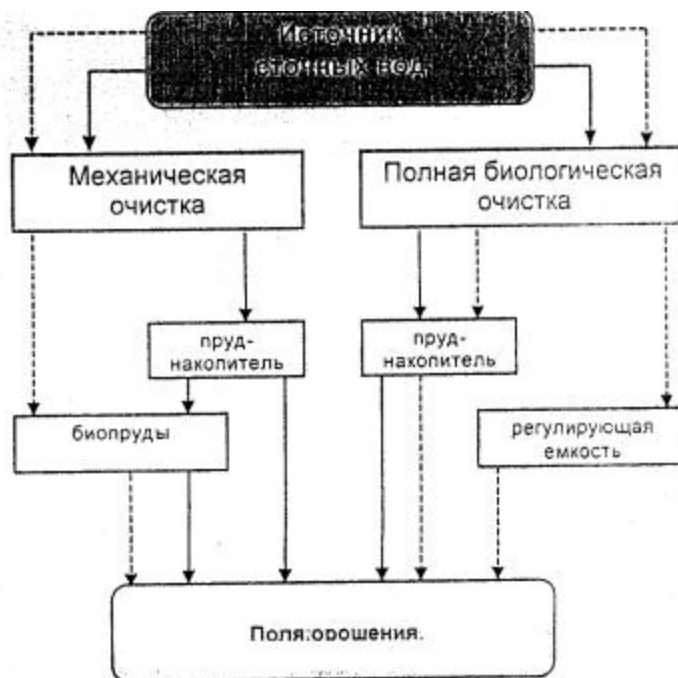 Источник
сточных вод
Механическая
очистка
Полная биологическая
очистка
пруд-
накопитель
пруд-
накопитель
биопруды
регулирующая
емкость
Поля орошения.